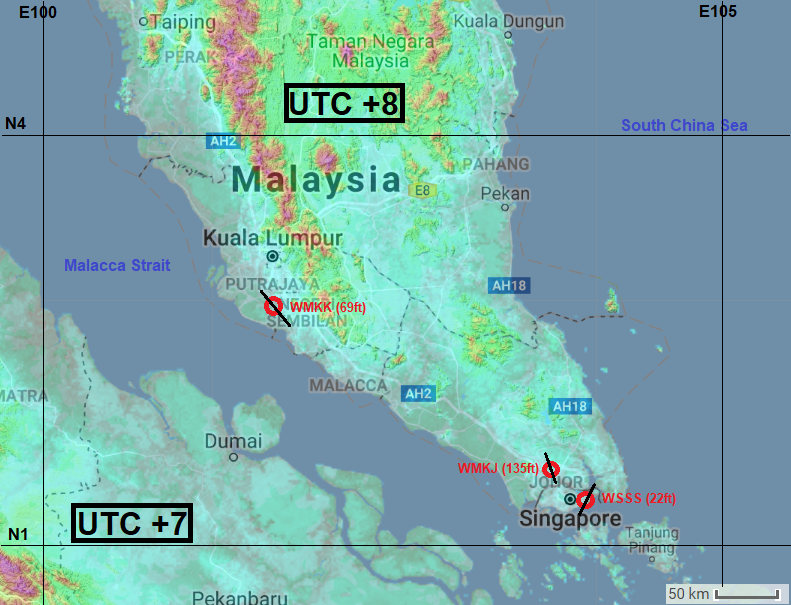 E100
E105
Taiping
Kuala Dungun
Taman Negara
Malaysia
PERAK
UTC +8
N4
South China Sea
AH2
PAHANG
Malaysia
E8
Pekan
Kuala Lumpur
Malacca Strait
PUTRAJAYA
AH18
NEGE
WMKK (69ft)
SEMBILAN
MALACCA
AH2
MATRA
AH18
Dumai
WMKJ (135ft)
JOHOR
WSSS (22ft)
UTC +7
Singapore
N1
Tanjung
Pinang
Pekanbaru
50 km